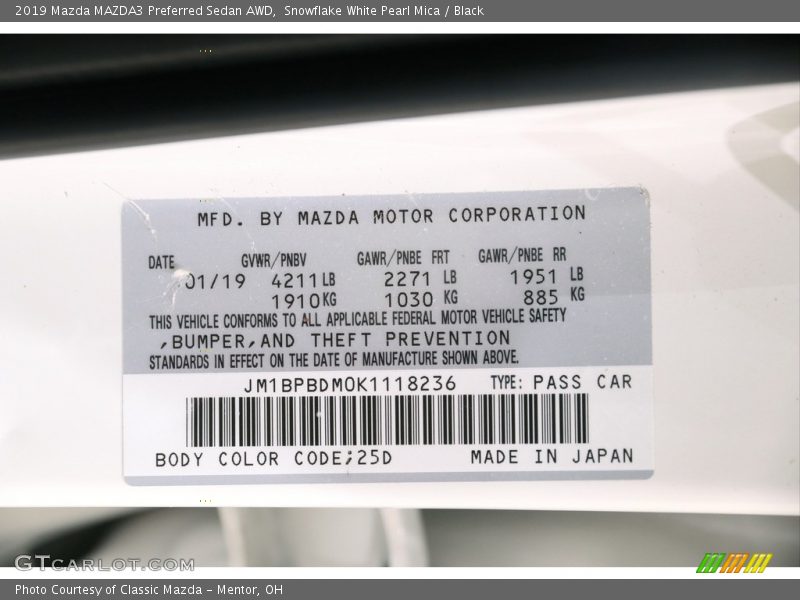 2019 Mazda MAZDA3 Preferred Sedan AWD, Snowflake White Pearl Mica / Black
MFD. BY MAZDA MOTOR CORPORATION
DATE GVWR/PNBV GAWR/PNBE FRT GAWR/PNBE RR
01/19 4211 LB 2271 LB 1951 LB
1910 KG 1030 KG 885 KG
THIS VEHICLE CONFORMS TO ALL APPLICABLE FEDERAL MOTOR VEHICLE SAFETY
,BUMPER,AND THEFT PREVENTION
STANDARDS IN EFFECT ON THE DATE OF MANUFACTURE SHOWN ABOVE.
JM1BPBDM0K1118236 TYPE: PASS CAR
BODY COLOR CODE;25D MADE IN JAPAN
GTCARLOT.COM
Photo Courtesy of Classic Mazda - Mentor, OH